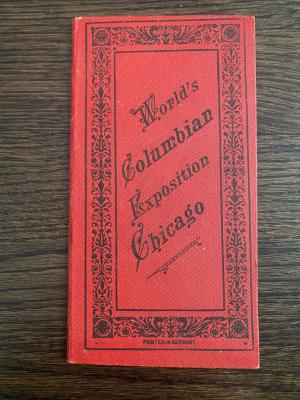 World's
Columbian
Exposition
Chicago
PRINTED IN GERMANY.